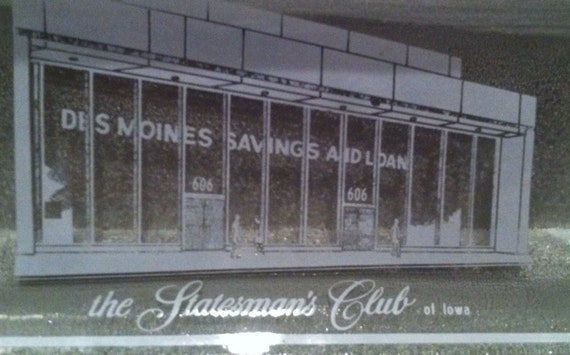 DES MOINES SAVINGS AND LOAN
606 606
the Statesman's Club of Iowa